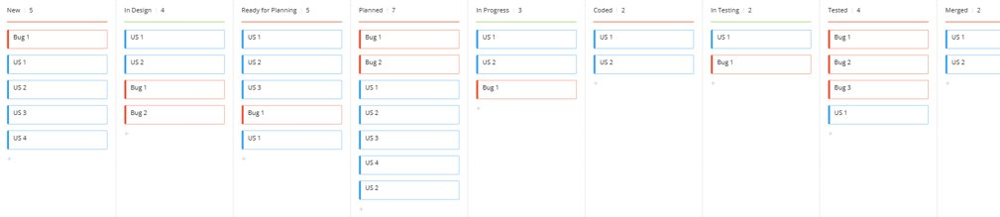 New 5
Bug 1
US 1
US 2
US 3
US 4
+
In Design 4
US 1
US 2
Bug 1
Bug 2
+
Ready for Planning 5
US 1
US 2
US 3
Bug 1
US 1
+
Planned 7
Bug 1
Bug 2
US 1
US 2
US 3
US 4
US 2
+
In Progress 3
US 1
US 2
Bug 1
+
Coded 2
US 1
US 2
+
In Testing 2
US 1
Bug 1
+
Tested 4
Bug 1
Bug 2
Bug 3
US 1
+
Merged 2
US 1
US 2
+